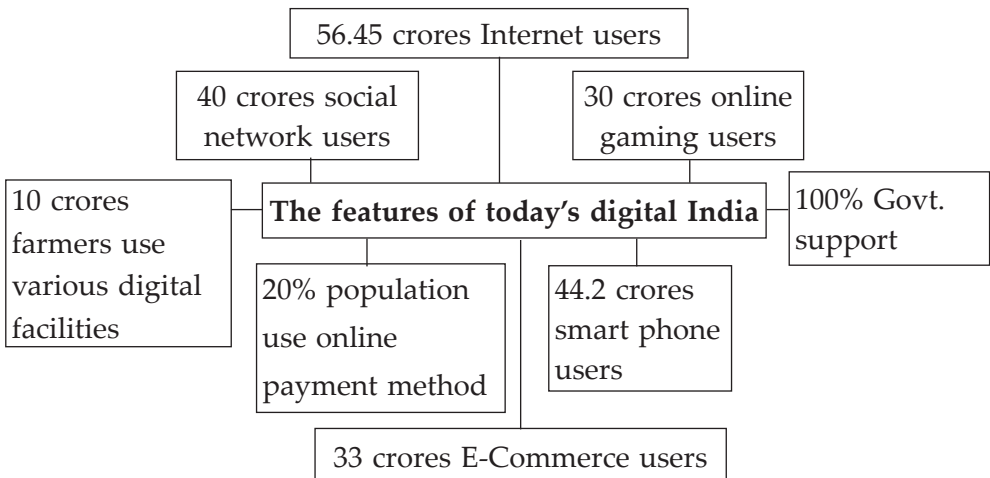 56.45 crores Internet users
40 crores social
network users
30 crores online
gaming users
10 crores
farmers use
various digital
facilities
The features of today's digital India
100% Govt.
support
20% population
use online
payment method
44.2 crores
smart phone
users
33 crores E-Commerce users